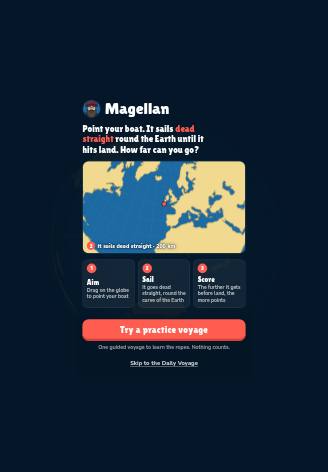 Magellan
Point your boat. It sails dead
straight round the Earth until it
hits land. How far can you go?
2 It sails dead straight · 200 km
1
Aim
Drag on the globe
to point your boat
2
Sail
It goes dead
straight, round the
curve of the Earth
3
Score
The further it gets
before land, the
more points
Try a practice voyage
One guided voyage to learn the ropes. Nothing counts.
Skip to the Daily Voyage